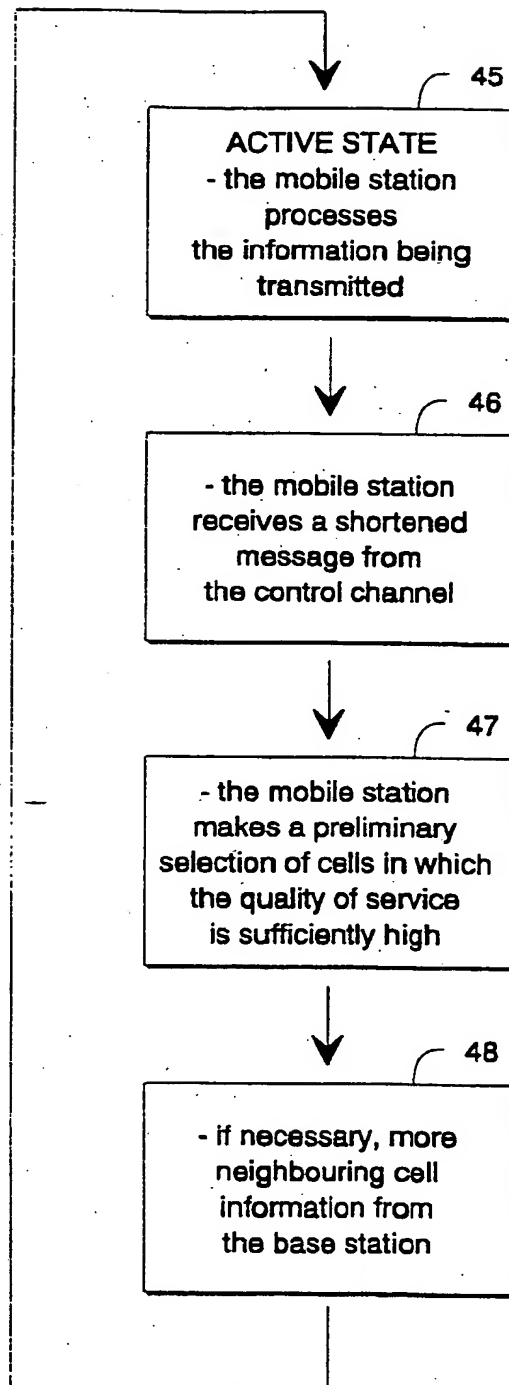 45
ACTIVE STATE
- the mobile station
processes
the information being
transmitted
46
- the mobile station
receives a shortened
message from
the control channel
47
- the mobile station
makes a preliminary
selection of cells in which
the quality of service
is sufficiently high
48
- if necessary, more
neighbouring cell
information from
the base station